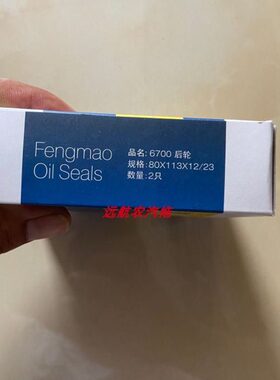 Fengmao
Oil Seals
品名: 6700 后轮
规格: 80X113X12/23
数量: 2只
远航农汽格